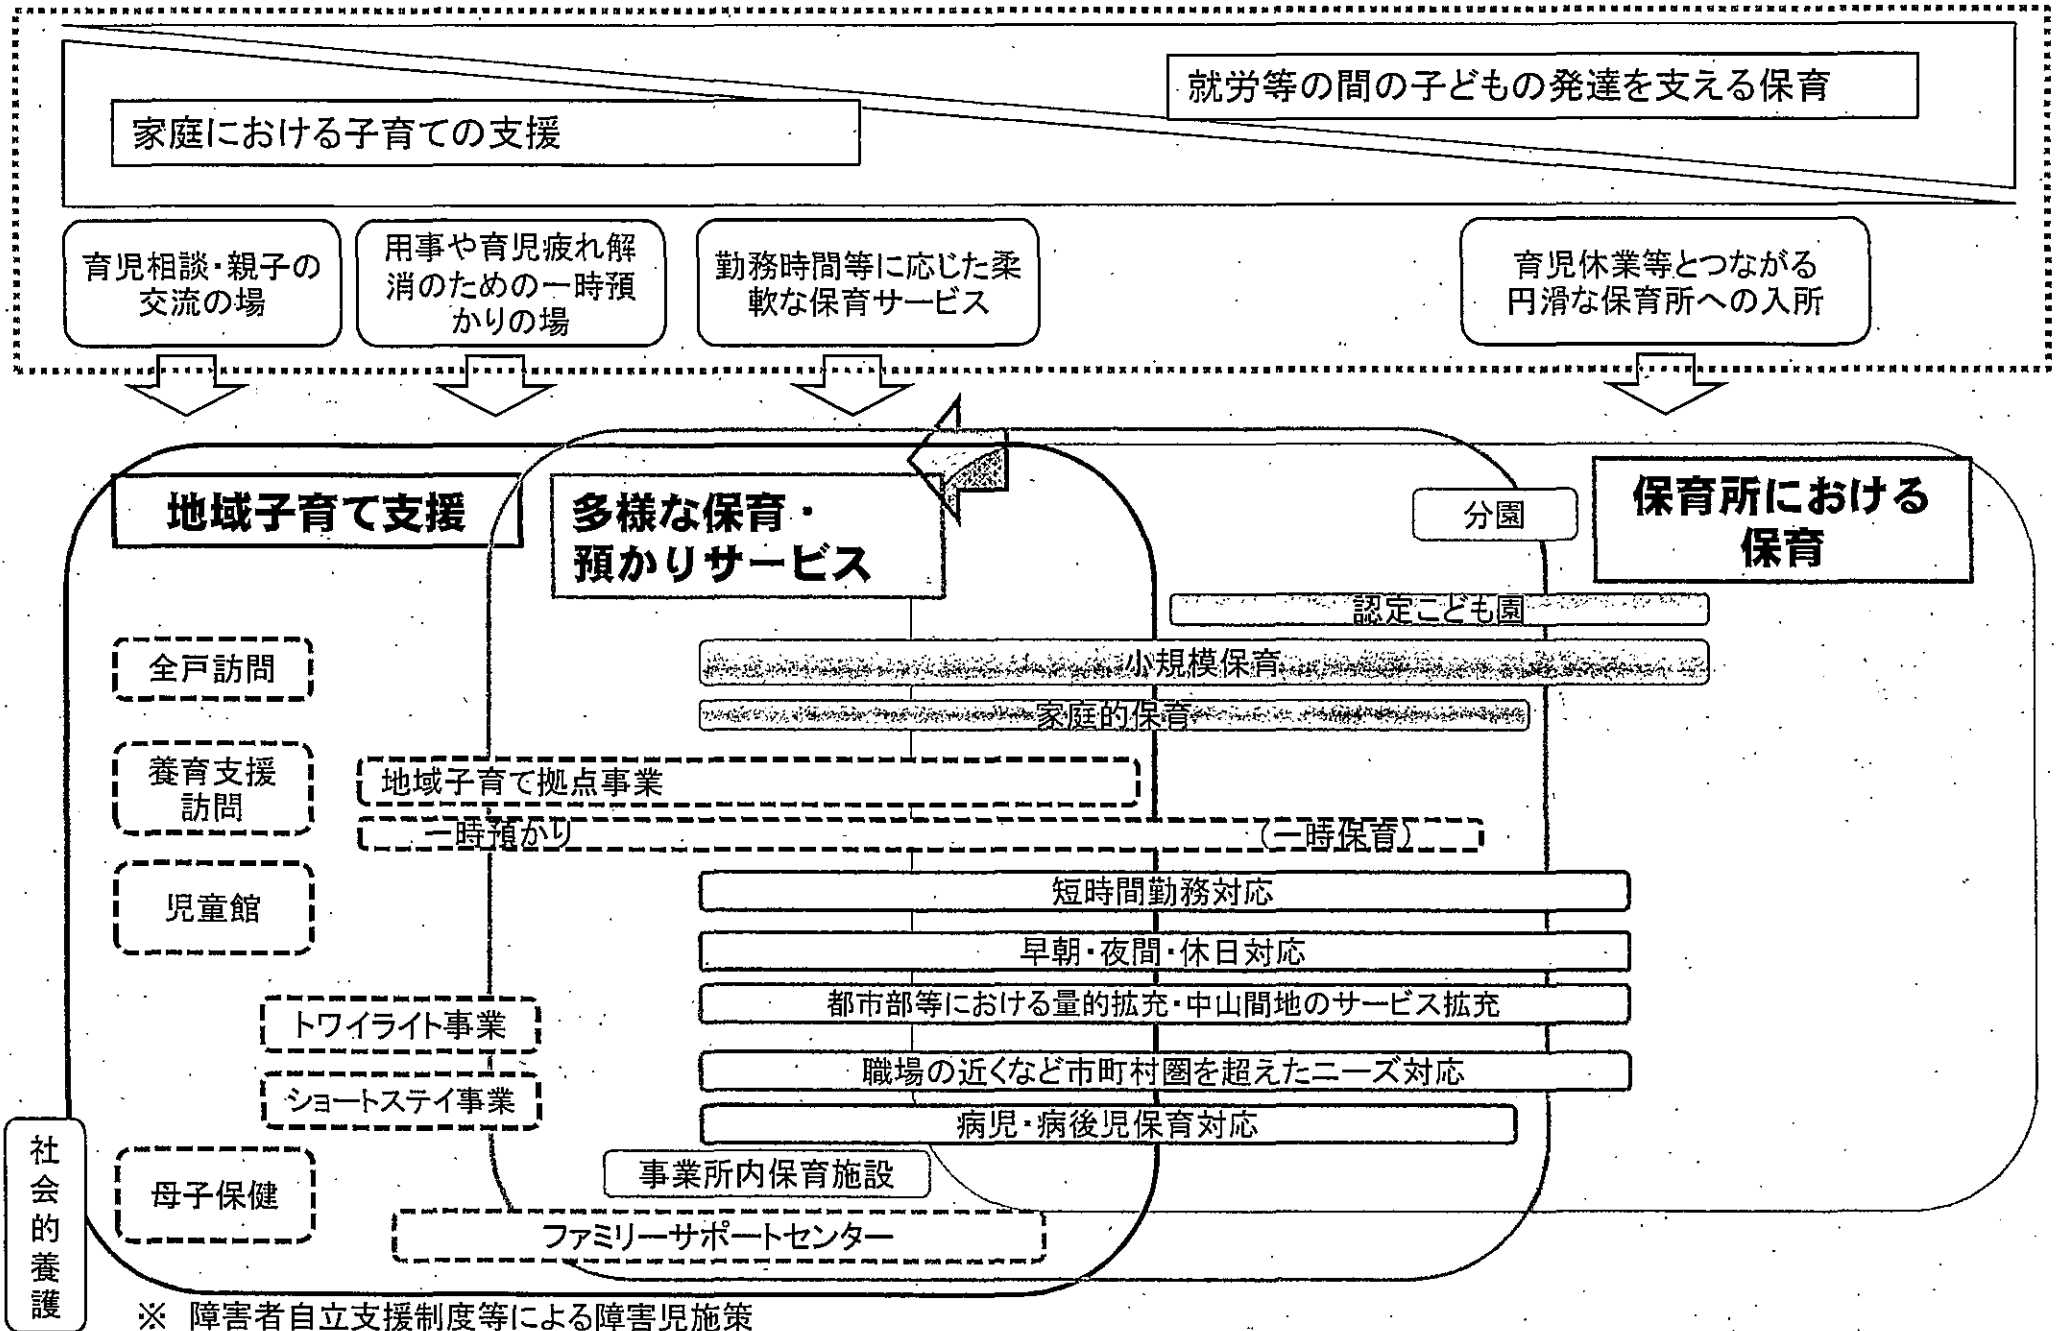 就労等の間の子どもの発達を支える保育
家庭における子育ての支援
育児相談・親子の
交流の場
用事や育児疲れ解
消のための一時預
かりの場
勤務時間等に応じた柔
軟な保育サービス
育児休業等とつながる
円滑な保育所への入所
地域子育て支援
多様な保育・
預かりサービス
分園
保育所における
保育
認定こども園
全戸訪問
小規模保育
家庭的保育
養育支援
訪問
地域子育て拠点事業
一時預かり
(一時保育)
児童館
短時間勤務対応
早朝・夜間・休日対応
トワイライト事業
都市部等における量的拡充・中山間地のサービス拡充
ショートステイ事業
職場の近くなど市町村圏を超えたニーズ対応
病児・病後児保育対応
社会的養護
母子保健
事業所内保育施設
ファミリーサポートセンター
※ 障害者自立支援制度等による障害児施策